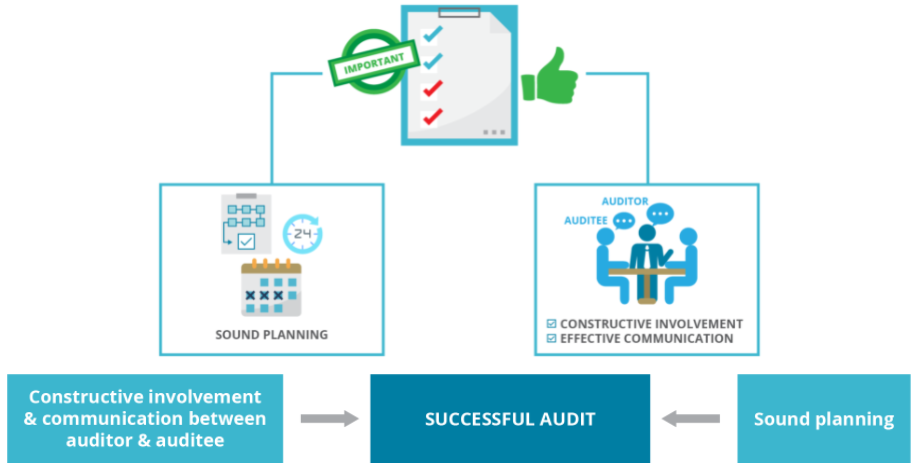 IMPORTANT
AUDITOR
AUDITEE
24
SOUND PLANNING
CONSTRUCTIVE INVOLVEMENT
EFFECTIVE COMMUNICATION
Constructive involvement
& communication between
auditor & auditee
SUCCESSFUL AUDIT
Sound planning